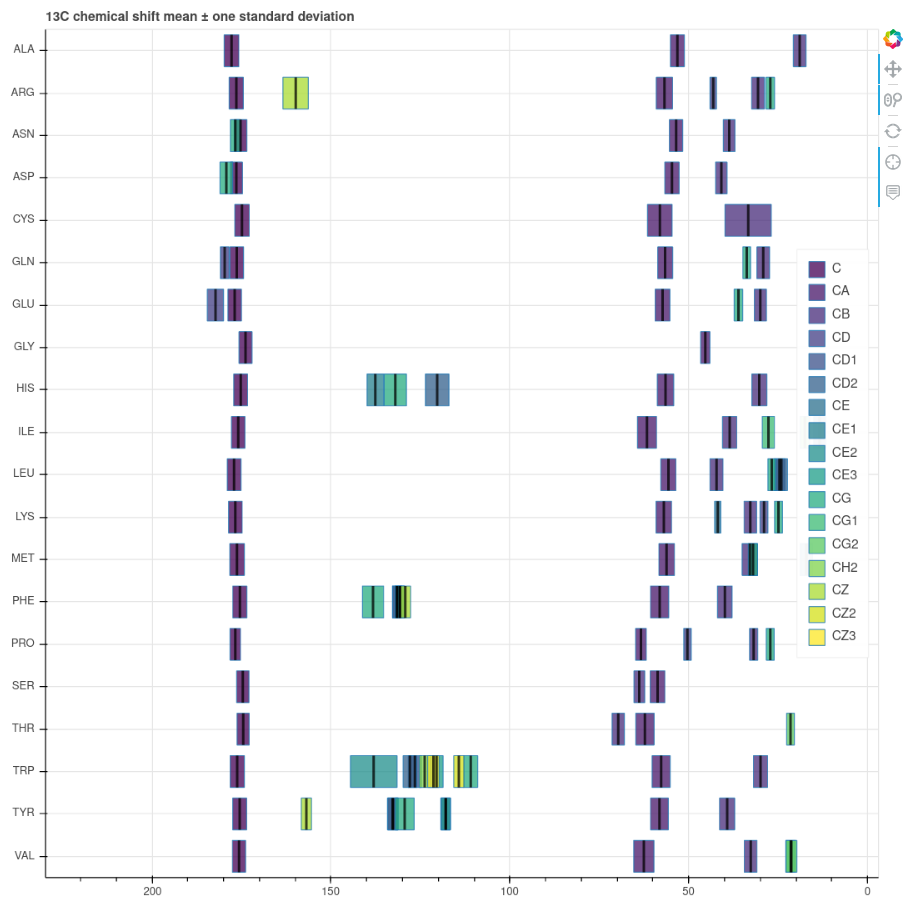 13C chemical shift mean ± one standard deviation
ALA
ARG
ASN
ASP
CYS
GLN
GLU
GLY
HIS
ILE
LEU
LYS
MET
PHE
PRO
SER
THR
TRP
TYR
VAL
C
CA
CB
CD
CD1
CD2
CE
CE1
CE2
CE3
CG
CG1
CG2
CH2
CZ
CZ2
CZ3
200 150 100 50 0